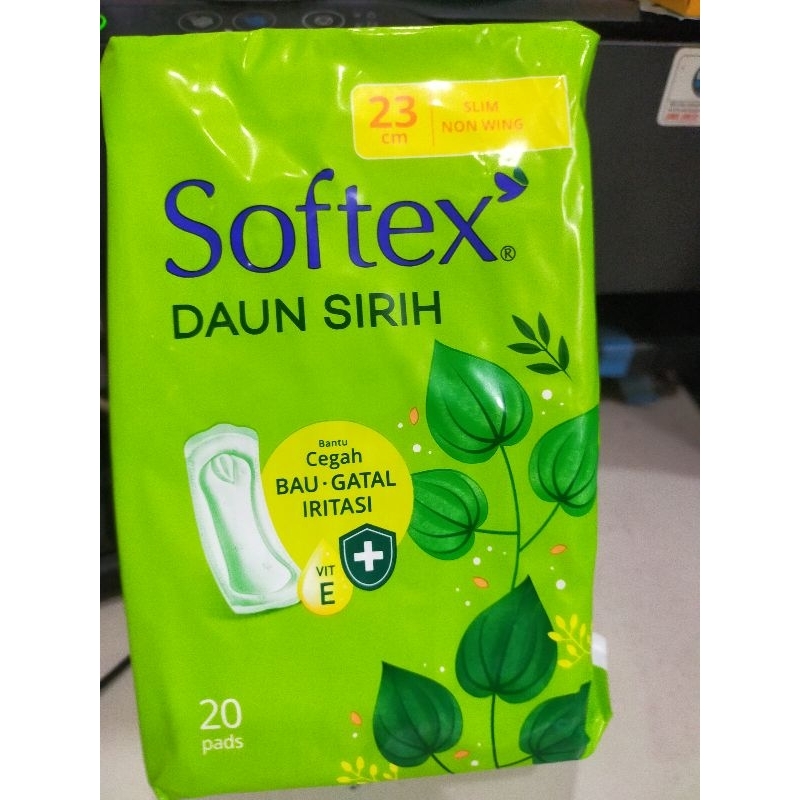 23
cm
SLIM
NON WING
Softex®
DAUN SIRIH
Bantu
Cegah
BAU · GATAL
IRITASI
VIT
E
20
pads